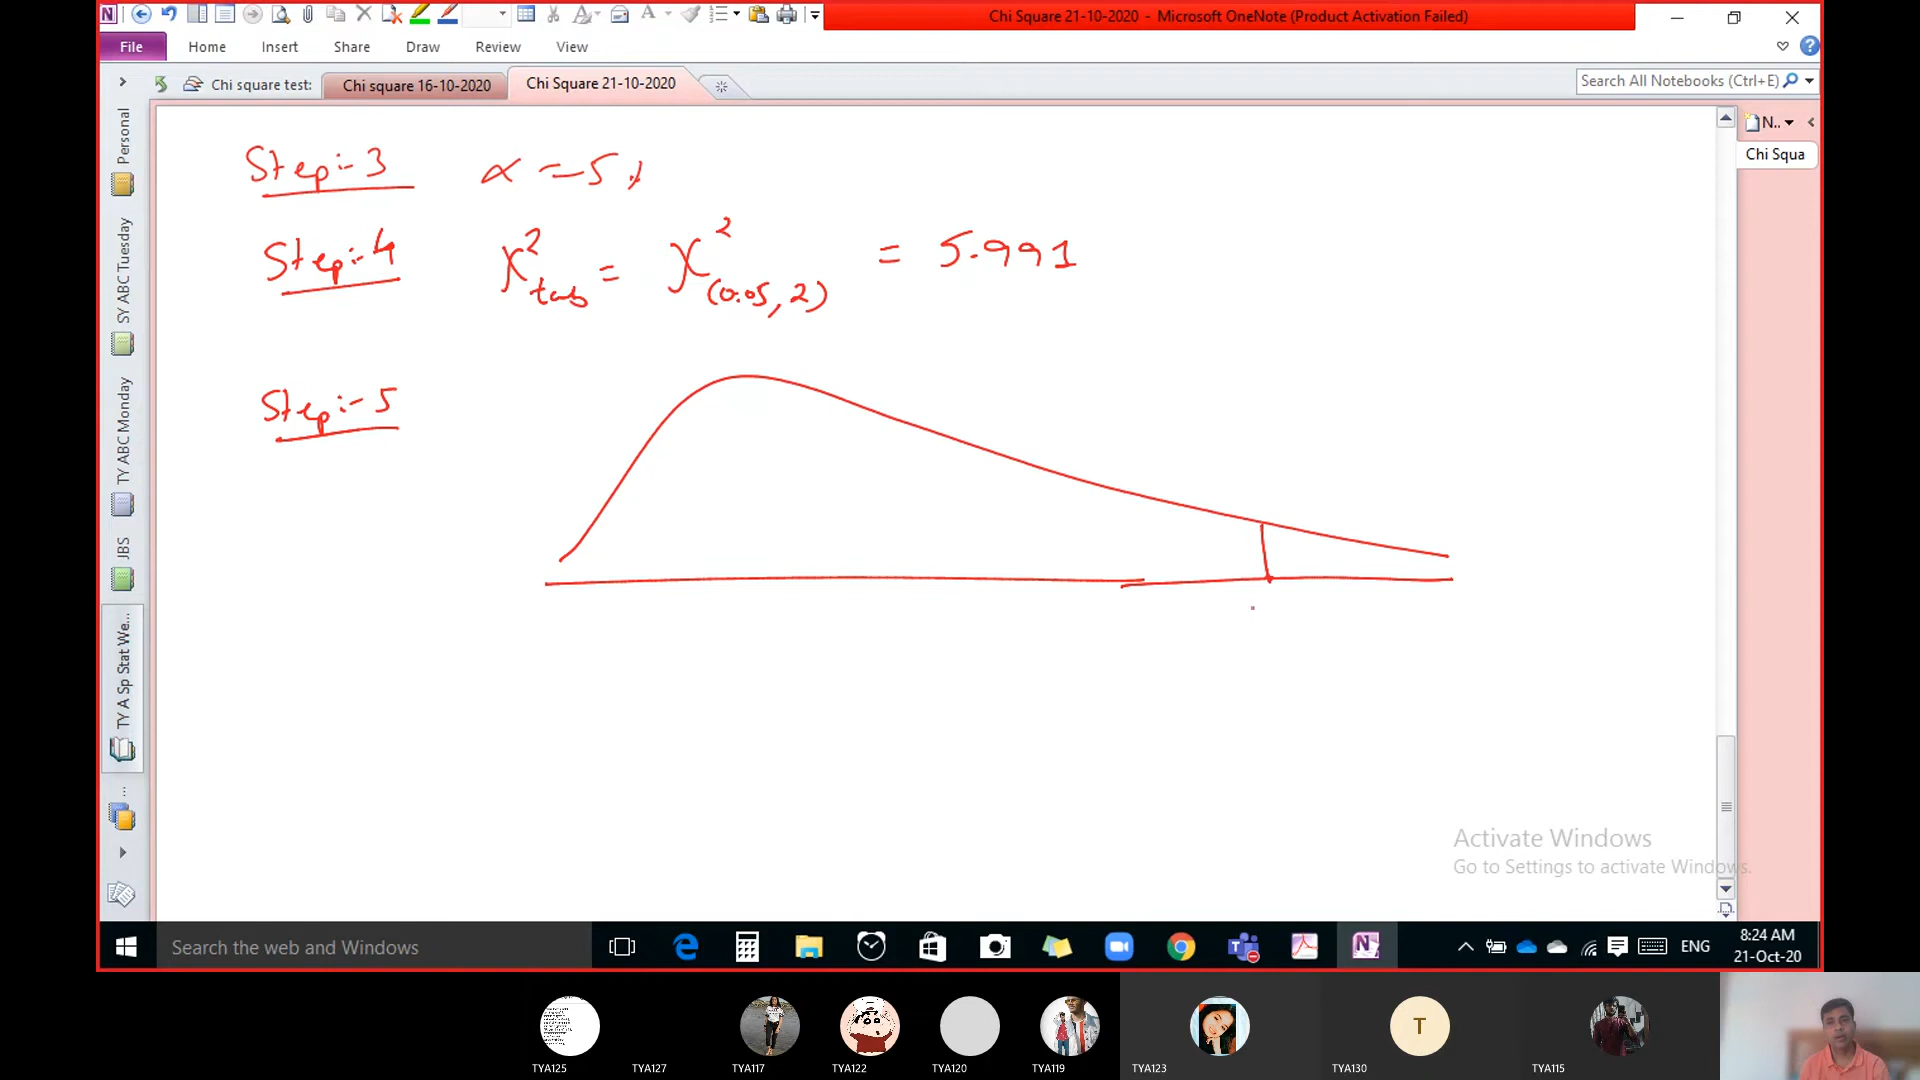 Chi Square 21-10-2020 - Microsoft OneNote (Product Activation Failed)
File Home Insert Share Draw Review View
Chi square test: Chi square 16-10-2020 Chi Square 21-10-2020
Search All Notebooks (Ctrl+E)
N..
Chi Squa
Personal
SY ABC Tuesday
TY ABC Monday
JBS
TY A Sp Stat We...
Step:-3 α = 5%
Step:-4 χ²tab = χ²(0.05, 2) = 5.991
Step:-5
Activate Windows
Go to Settings to activate Windows.
Search the web and Windows
ENG
8:24 AM
21-Oct-20
T
TYA125 TYA127 TYA117 TYA122 TYA120 TYA119 TYA123 TYA130 TYA115